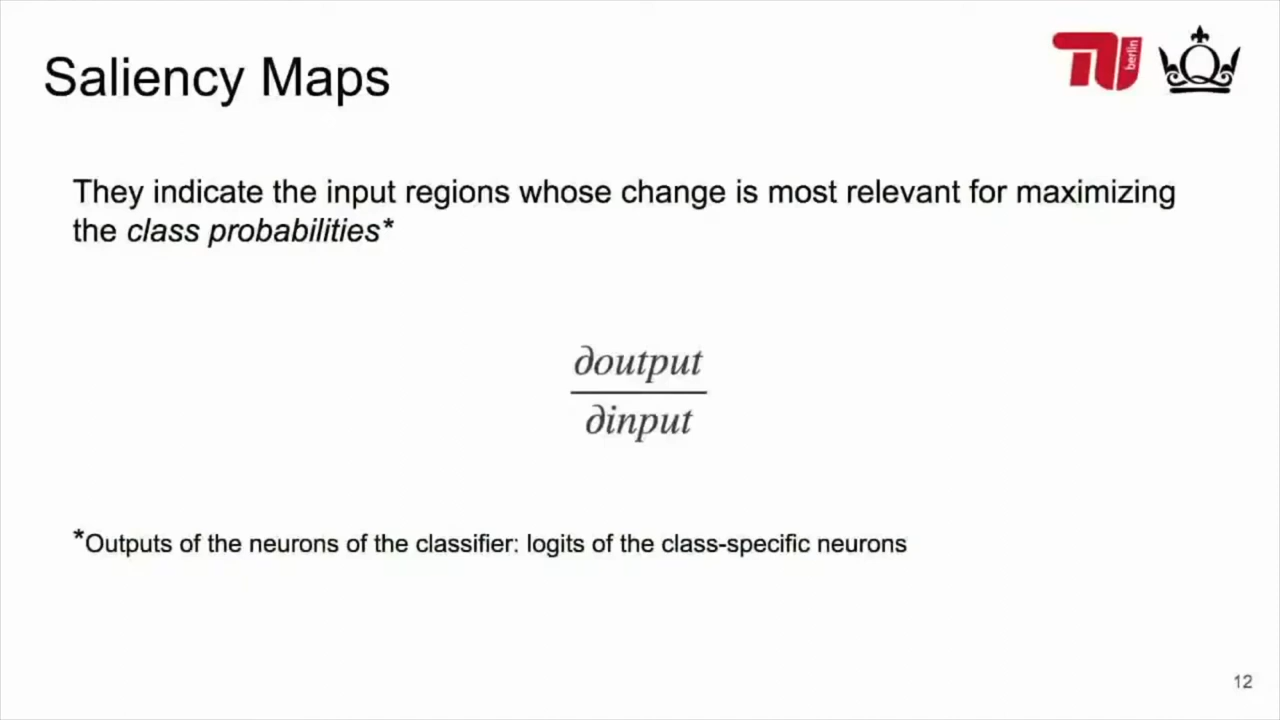 Saliency Maps
berlin
They indicate the input regions whose change is most relevant for maximizing
the class probabilities*
∂output
∂input
*Outputs of the neurons of the classifier: logits of the class-specific neurons
12